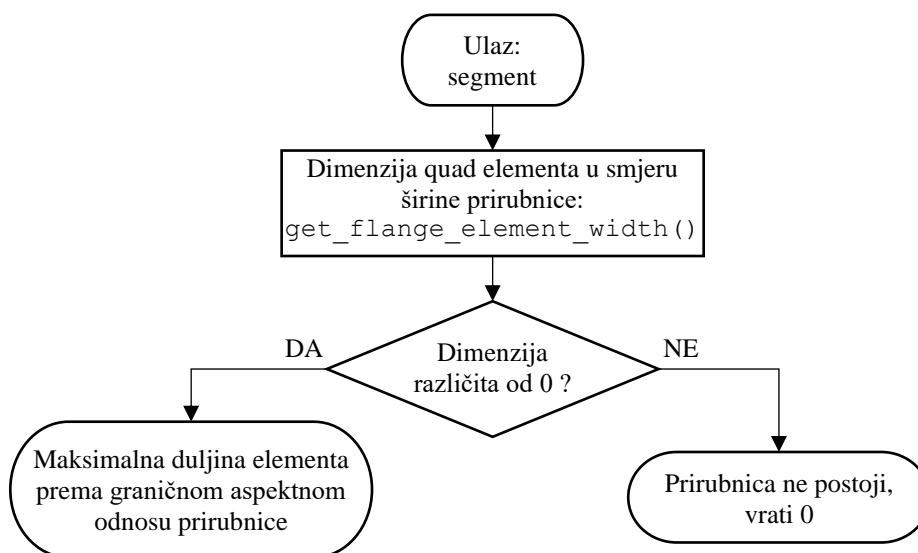 Ulaz:
segment
Dimenzija quad elementa u smjeru
širine prirubnice:
get_flange_element_width()
DA
NE
Dimenzija
različita od 0 ?
Maksimalna duljina elementa
prema graničnom aspektnom
odnosu prirubnice
Prirubnica ne postoji,
vrati 0